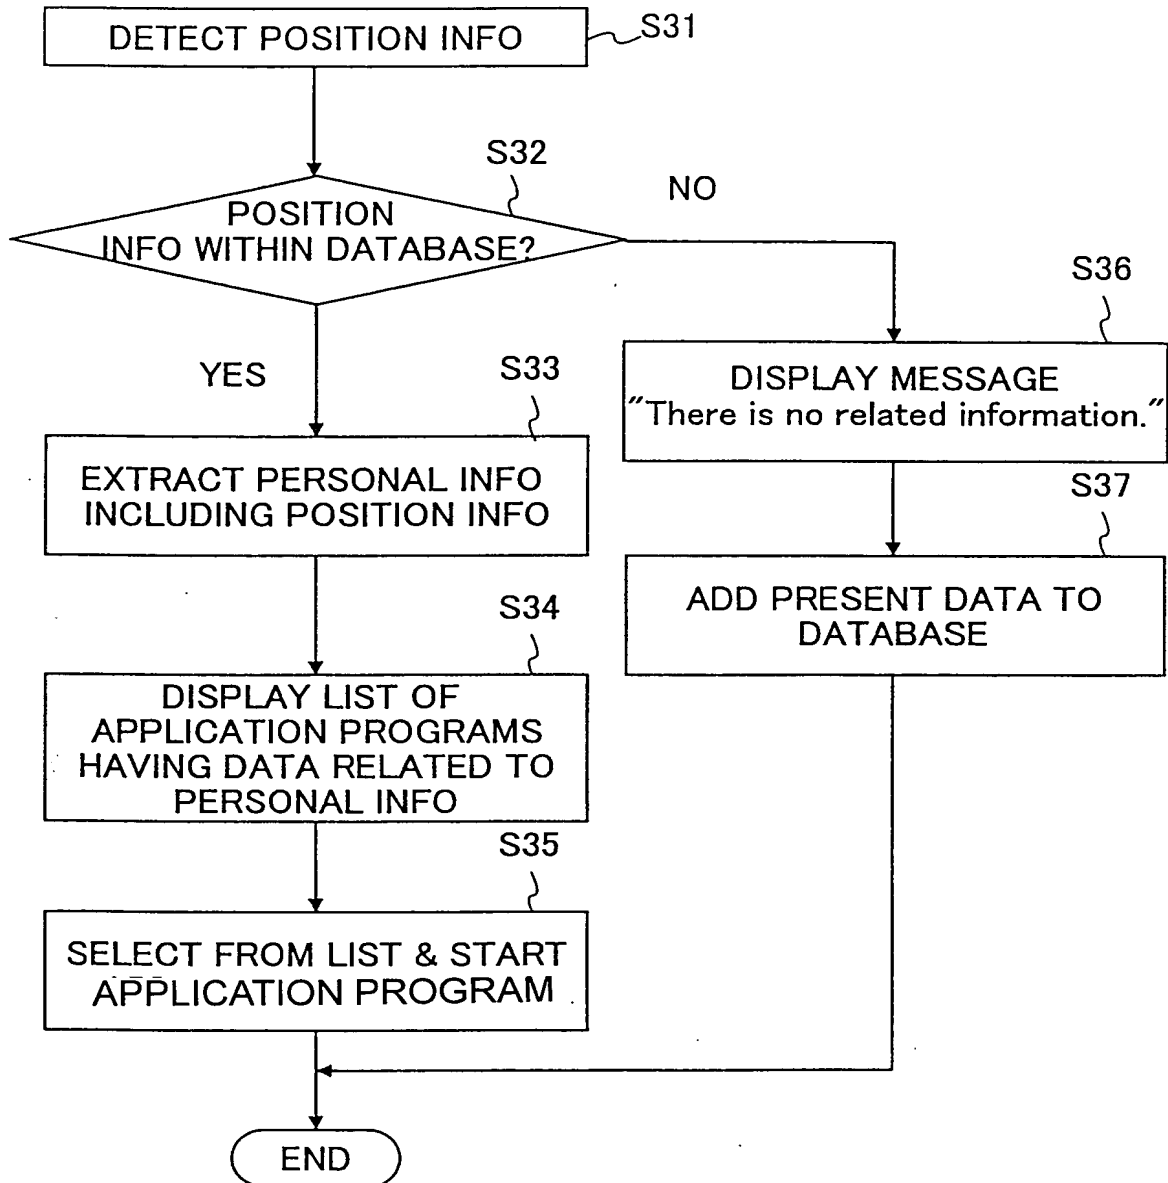 DETECT POSITION INFO
S31
S32
POSITION
INFO WITHIN DATABASE?
NO
YES
S33
EXTRACT PERSONAL INFO
INCLUDING POSITION INFO
S34
DISPLAY LIST OF
APPLICATION PROGRAMS
HAVING DATA RELATED TO
PERSONAL INFO
S35
SELECT FROM LIST & START
APPLICATION PROGRAM
S36
DISPLAY MESSAGE
"There is no related information."
S37
ADD PRESENT DATA TO
DATABASE
END